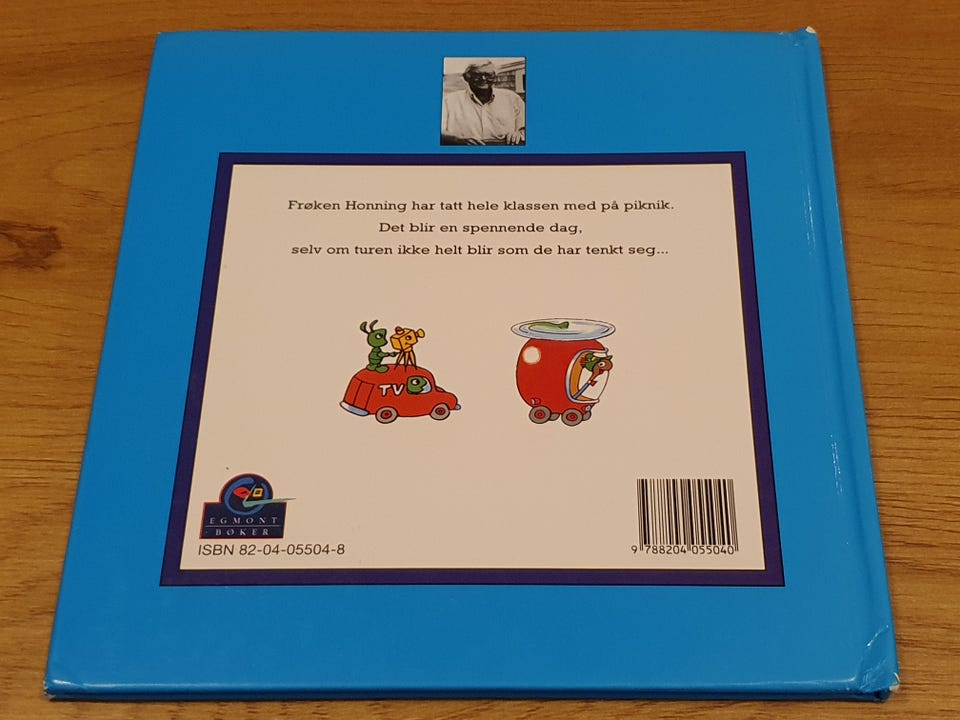 Frøken Honning har tatt hele klassen med på piknik.
Det blir en spennende dag,
selv om turen ikke helt blir som de har tenkt seg...
TV
EGMONT
BØKER
ISBN 82-04-05504-8
9 788204 055040